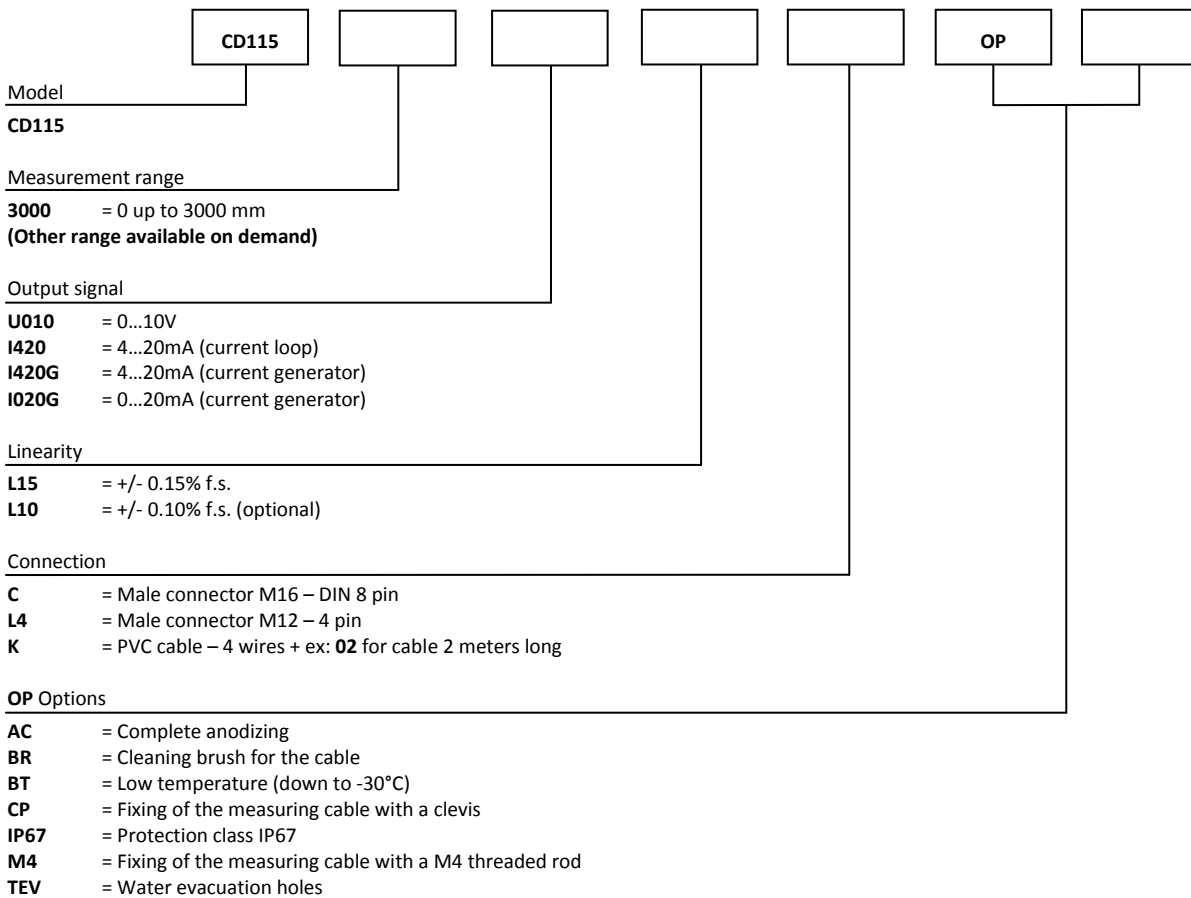 CD115 OP
Model
CD115
Measurement range
3000 = 0 up to 3000 mm
(Other range available on demand)
Output signal
U010 = 0...10V
I420 = 4...20mA (current loop)
I420G = 4...20mA (current generator)
I020G = 0...20mA (current generator)
Linearity
L15 = +/- 0.15% f.s.
L10 = +/- 0.10% f.s. (optional)
Connection
C = Male connector M16 – DIN 8 pin
L4 = Male connector M12 – 4 pin
K = PVC cable – 4 wires + ex: 02 for cable 2 meters long
OP Options
AC = Complete anodizing
BR = Cleaning brush for the cable
BT = Low temperature (down to -30°C)
CP = Fixing of the measuring cable with a clevis
IP67 = Protection class IP67
M4 = Fixing of the measuring cable with a M4 threaded rod
TEV = Water evacuation holes